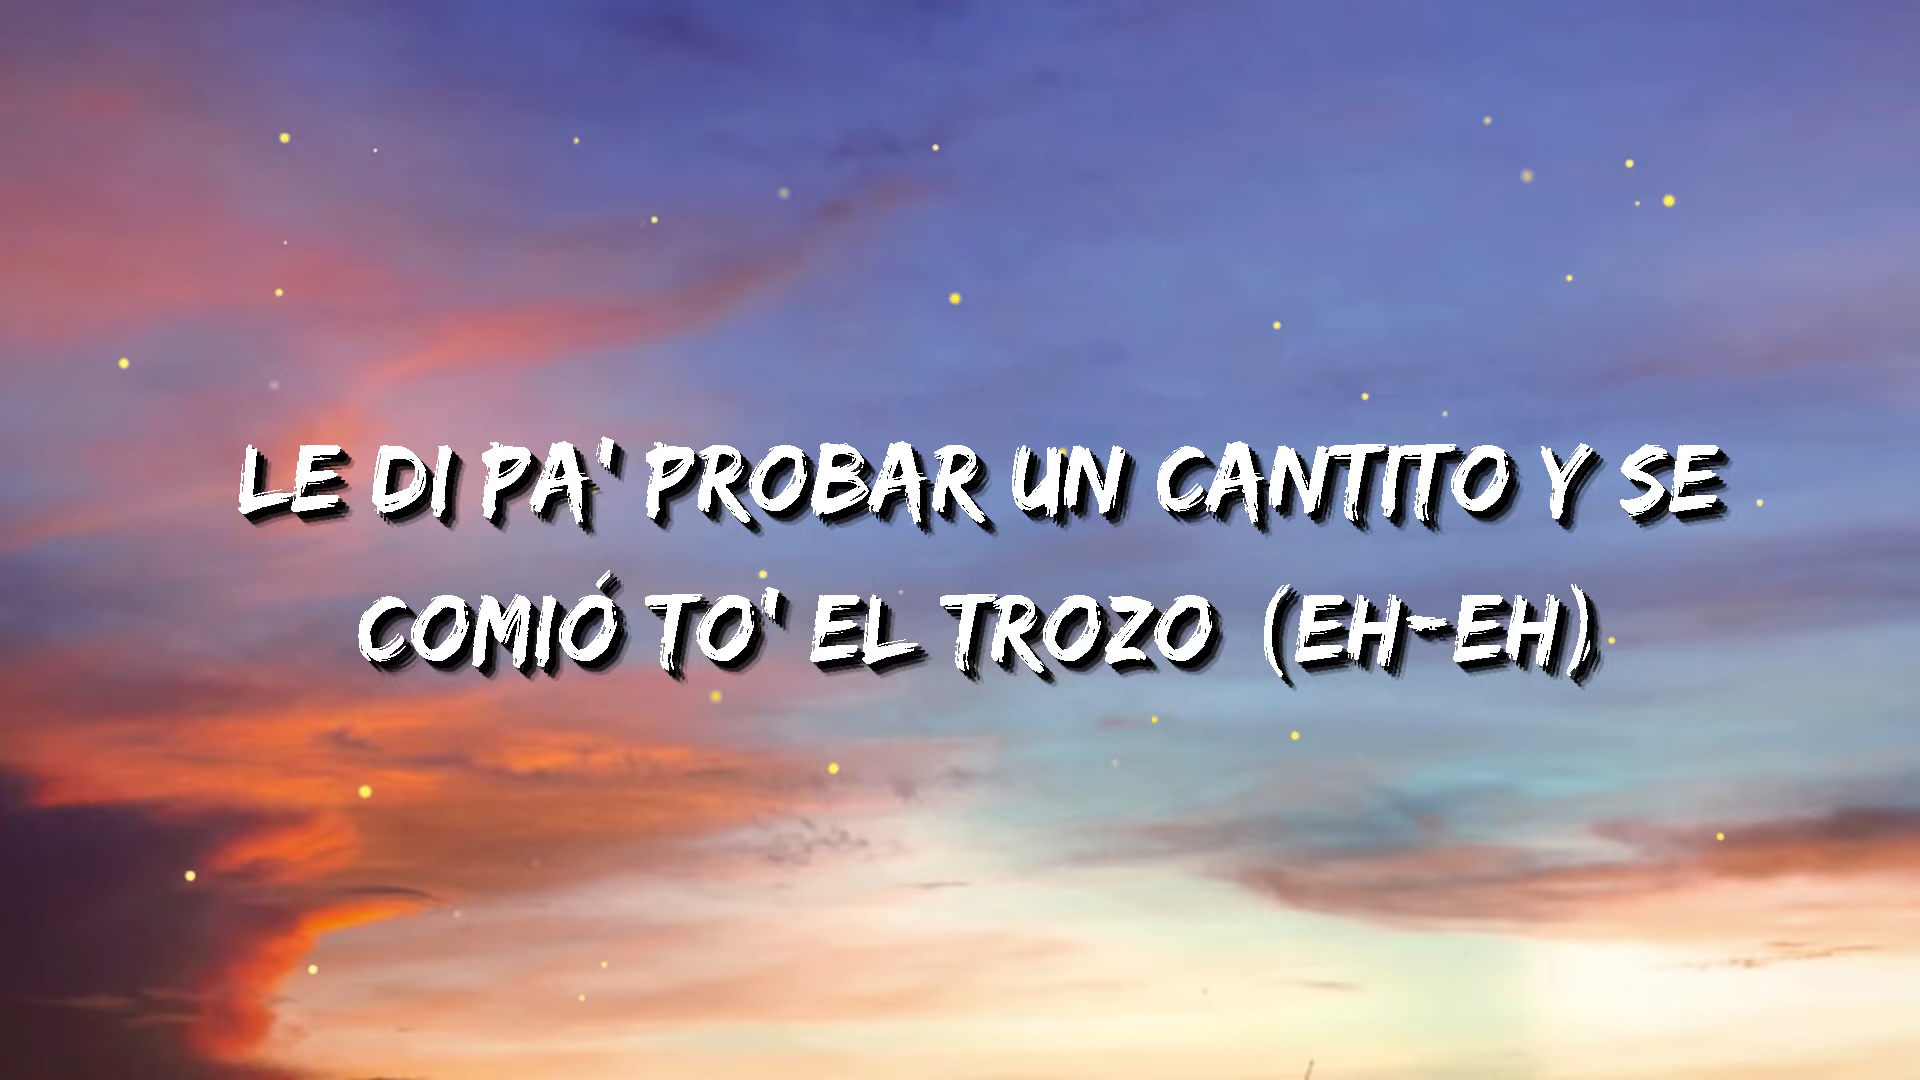 LE DI PA' PROBAR UN CANTITO Y SE
COMIÓ TO' EL TROZO (EH-EH)